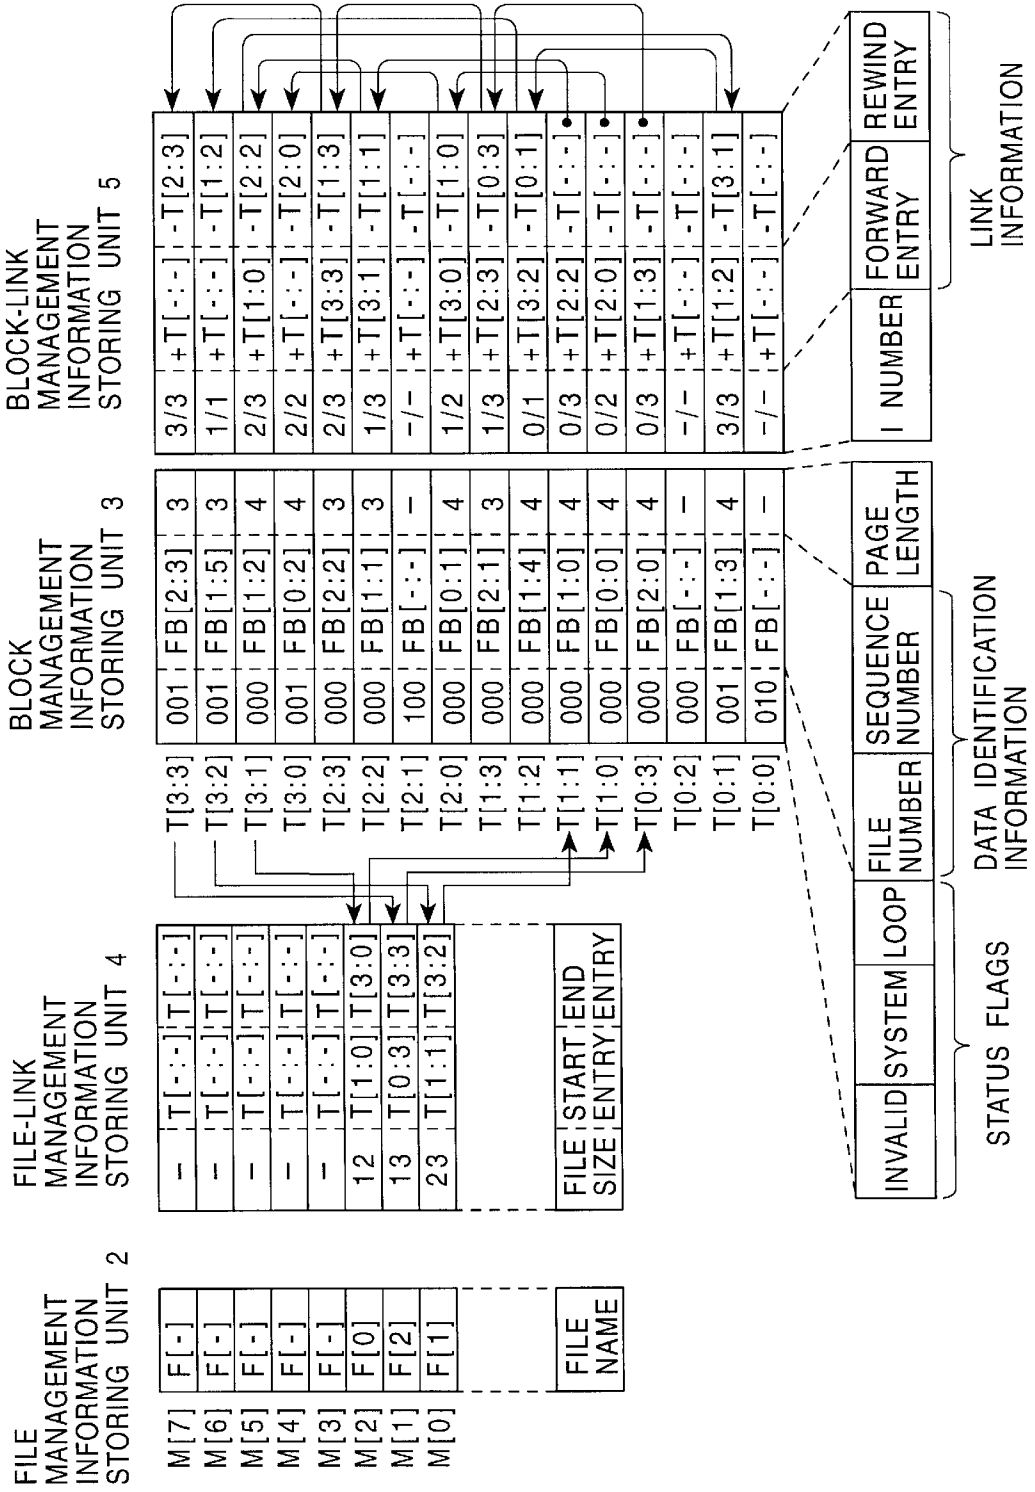 FILE
MANAGEMENT
INFORMATION
STORING UNIT 2
M[7] F[-]
M[6] F[-]
M[5] F[-]
M[4] F[-]
M[3] F[-]
M[2] F[0]
M[1] F[2]
M[0] F[1]
FILE
NAME
FILE-LINK
MANAGEMENT
INFORMATION
STORING UNIT 4
- T[-:-] T[-:-]
- T[-:-] T[-:-]
- T[-:-] T[-:-]
- T[-:-] T[-:-]
- T[-:-] T[-:-]
12 T[1:0] T[3:0]
13 T[0:3] T[3:3]
23 T[1:1] T[3:2]
FILE START END
SIZE ENTRY ENTRY
BLOCK
MANAGEMENT
INFORMATION
STORING UNIT 3
T[3:3] 001 FB[2:3] 3
T[3:2] 001 FB[1:5] 3
T[3:1] 000 FB[1:2] 4
T[3:0] 001 FB[0:2] 4
T[2:3] 000 FB[2:2] 3
T[2:2] 000 FB[1:1] 3
T[2:1] 100 FB[-:-] -
T[2:0] 000 FB[0:1] 4
T[1:3] 000 FB[2:1] 3
T[1:2] 000 FB[1:4] 4
T[1:1] 000 FB[1:0] 4
T[1:0] 000 FB[0:0] 4
T[0:3] 000 FB[2:0] 4
T[0:2] 000 FB[-:-] -
T[0:1] 001 FB[1:3] 4
T[0:0] 010 FB[-:-] -
INVALID SYSTEM LOOP
STATUS FLAGS
FILE
NUMBER
SEQUENCE
NUMBER
DATA IDENTIFICATION
INFORMATION
PAGE
LENGTH
BLOCK-LINK
MANAGEMENT
INFORMATION
STORING UNIT 5
3/3 +T[-:-] -T[2:3]
1/1 +T[-:-] -T[1:2]
2/3 +T[1:0] -T[2:2]
2/2 +T[-:-] -T[2:0]
2/3 +T[3:3] -T[1:3]
1/3 +T[3:1] -T[1:1]
-/- +T[-:-] -T[-:-]
1/2 +T[3:0] -T[1:0]
1/3 +T[2:3] -T[0:3]
0/1 +T[3:2] -T[0:1]
0/3 +T[2:2] -T[-:-]
0/2 +T[2:0] -T[-:-]
0/3 +T[1:3] -T[-:-]
-/- +T[-:-] -T[-:-]
3/3 +T[1:2] -T[3:1]
-/- +T[-:-] -T[-:-]
I NUMBER
FORWARD
ENTRY
REWIND
ENTRY
LINK
INFORMATION